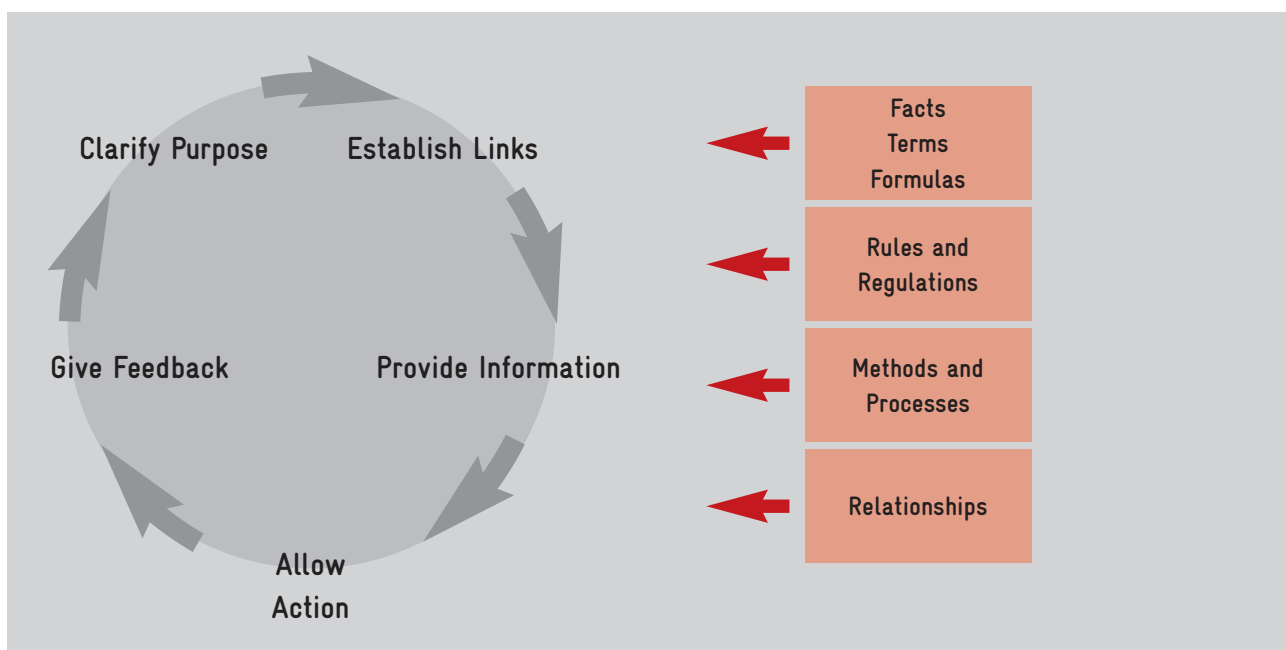 Clarify Purpose
Establish Links
Provide Information
Allow
Action
Give Feedback
Facts
Terms
Formulas
Rules and
Regulations
Methods and
Processes
Relationships